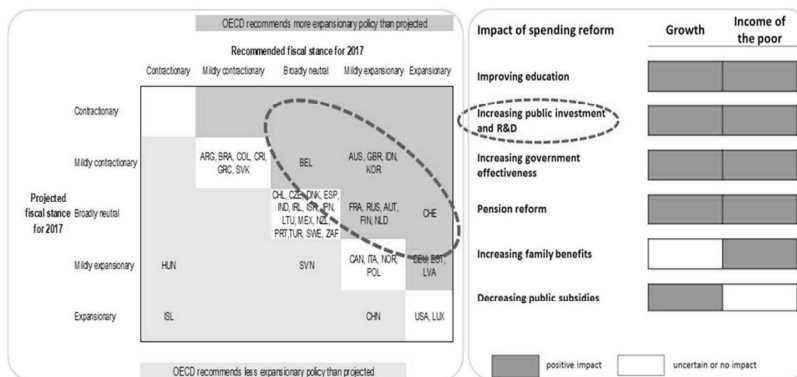 OECD recommends more expansionary policy than projected
Recommended fiscal stance for 2017
Contractionary Mildly contractionary Broadly neutral Mildly expansionary Expansionary
Contractionary
Mildly contractionary
ARG, BRA, COL, CRI,
GRC, SVK
BEL
AUS, GBR, IDN,
KOR
Projected
fiscal stance
for 2017
Broadly neutral
CHL, CZE, DNK, ESP,
IND, IRL, ISR, JPN,
LTU, MEX, NZL,
PRT,TUR, SWE, ZAF
FRA, RUS, AUT,
FIN, NLD
CHE
Mildly expansionary
HUN
SVN
CAN, ITA, NOR,
POL
DEU, EST,
LVA
Expansionary
ISL
CHN
USA, LUX
OECD recommends less expansionary policy than projected
Impact of spending reform
Growth
Income of
the poor
Improving education
Increasing public investment
and R&D
Increasing government
effectiveness
Pension reform
Increasing family benefits
Decreasing public subsidies
positive impact
uncertain or no impact